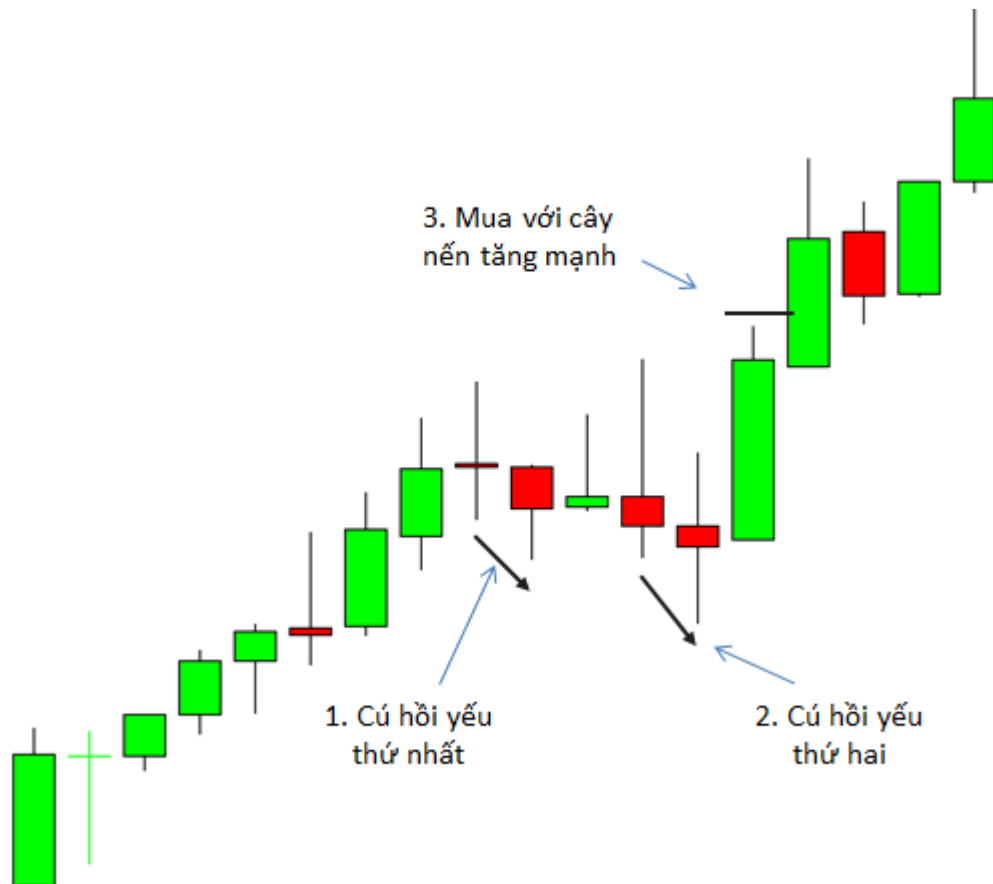 3. Mua với cây
nến tăng mạnh
1. Cú hồi yếu
thứ nhất
2. Cú hồi yếu
thứ hai